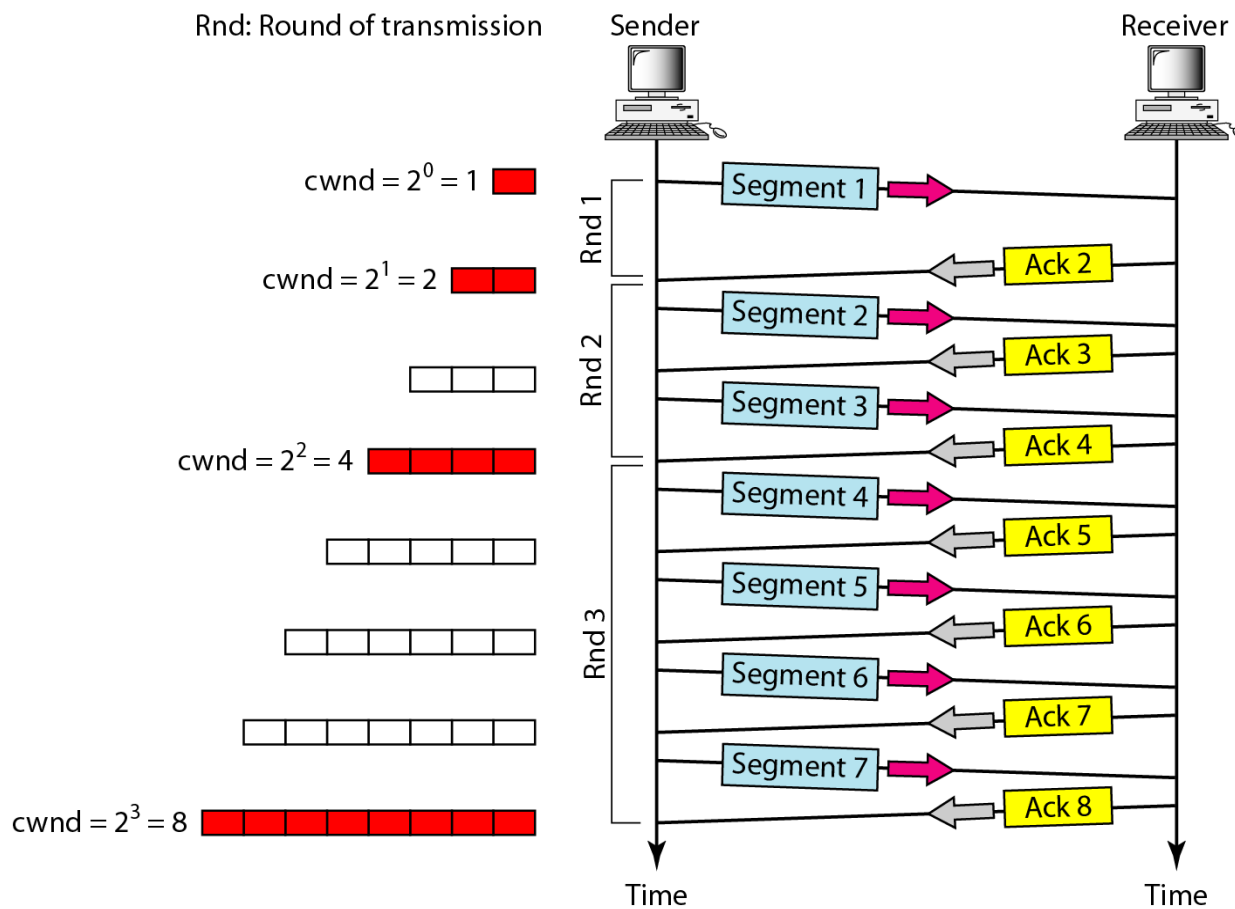 Rnd: Round of transmission
Sender
Receiver
cwnd = 2⁰ = 1
Rnd 1
Segment 1
Ack 2
cwnd = 2¹ = 2
Rnd 2
Segment 2
Ack 3
Segment 3
Ack 4
cwnd = 2² = 4
Rnd 3
Segment 4
Ack 5
Segment 5
Ack 6
Segment 6
Ack 7
Segment 7
Ack 8
cwnd = 2³ = 8
Time
Time